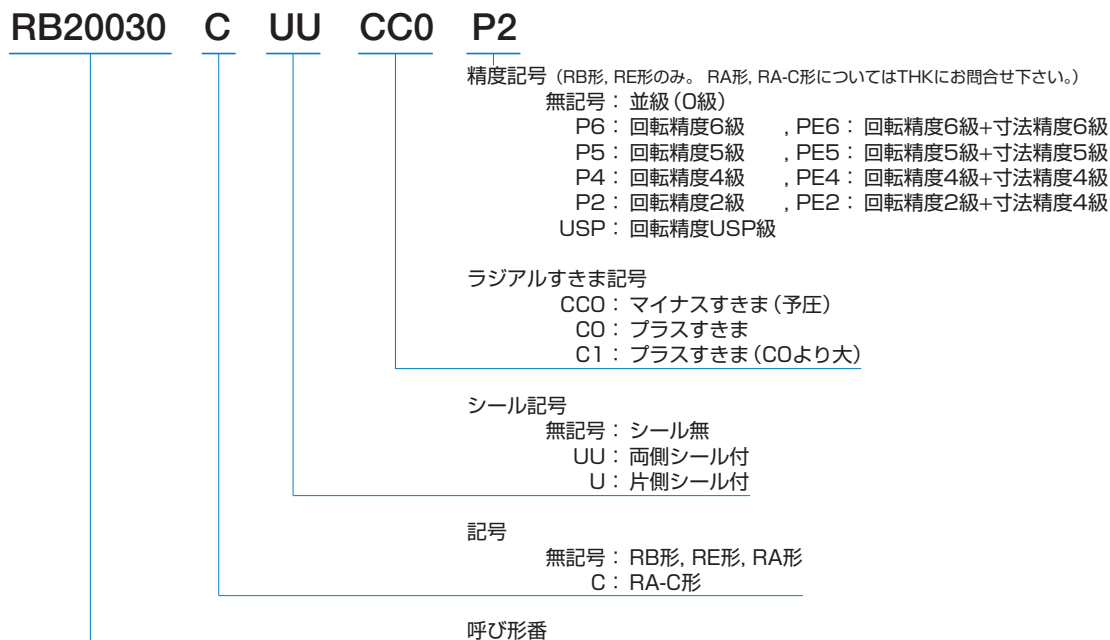 RB20030 C UU CC0 P2
精度記号（RB形, RE形のみ。 RA形, RA-C形についてはTHKにお問合せ下さい。）
無記号： 並級（0級）
P6： 回転精度6級 , PE6： 回転精度6級+寸法精度6級
P5： 回転精度5級 , PE5： 回転精度5級+寸法精度5級
P4： 回転精度4級 , PE4： 回転精度4級+寸法精度4級
P2： 回転精度2級 , PE2： 回転精度2級+寸法精度4級
USP： 回転精度USP級
ラジアルすきま記号
CC0： マイナスすきま（予圧）
C0： プラスすきま
C1： プラスすきま（C0より大）
シール記号
無記号： シール無
UU： 両側シール付
U： 片側シール付
記号
無記号： RB形, RE形, RA形
C： RA-C形
呼び形番